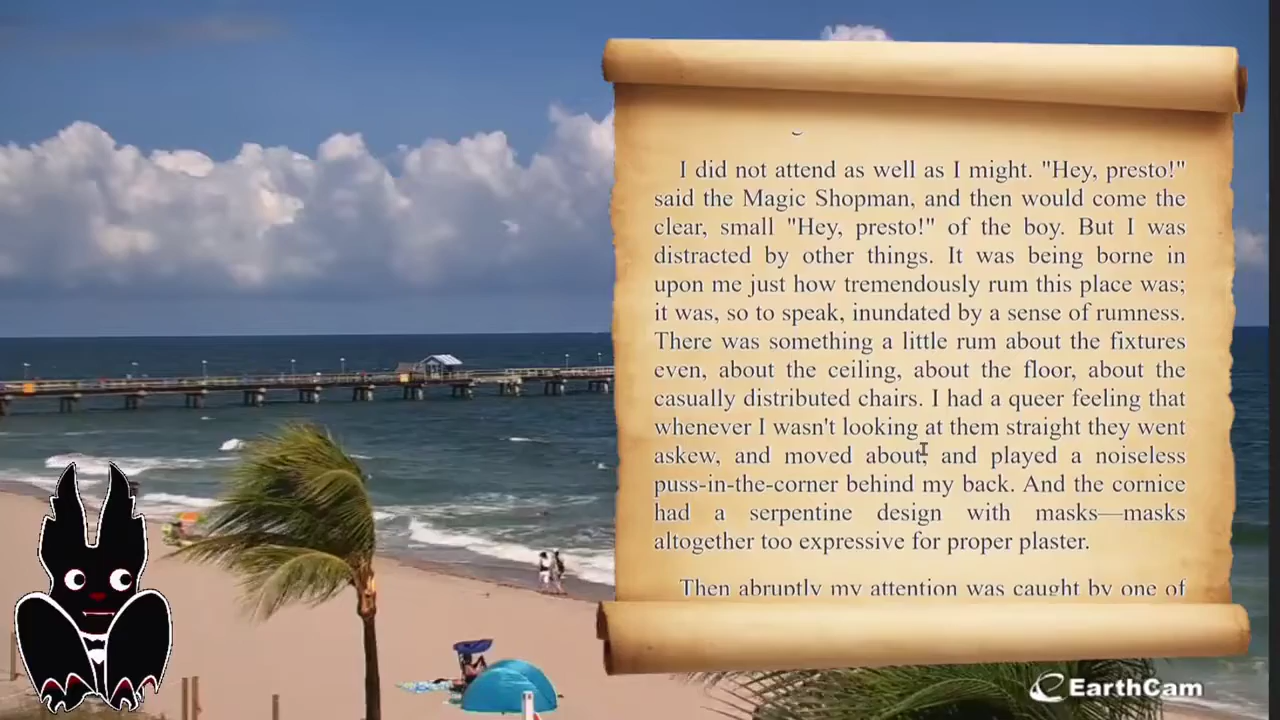 I did not attend as well as I might. "Hey, presto!"
said the Magic Shopman, and then would come the
clear, small "Hey, presto!" of the boy. But I was
distracted by other things. It was being borne in
upon me just how tremendously rum this place was;
it was, so to speak, inundated by a sense of rumness.
There was something a little rum about the fixtures
even, about the ceiling, about the floor, about the
casually distributed chairs. I had a queer feeling that
whenever I wasn't looking at them straight they went
askew, and moved about, and played a noiseless
puss-in-the-corner behind my back. And the cornice
had a serpentine design with masks—masks
altogether too expressive for proper plaster.
Then abruptly my attention was caught by one of
EarthCam